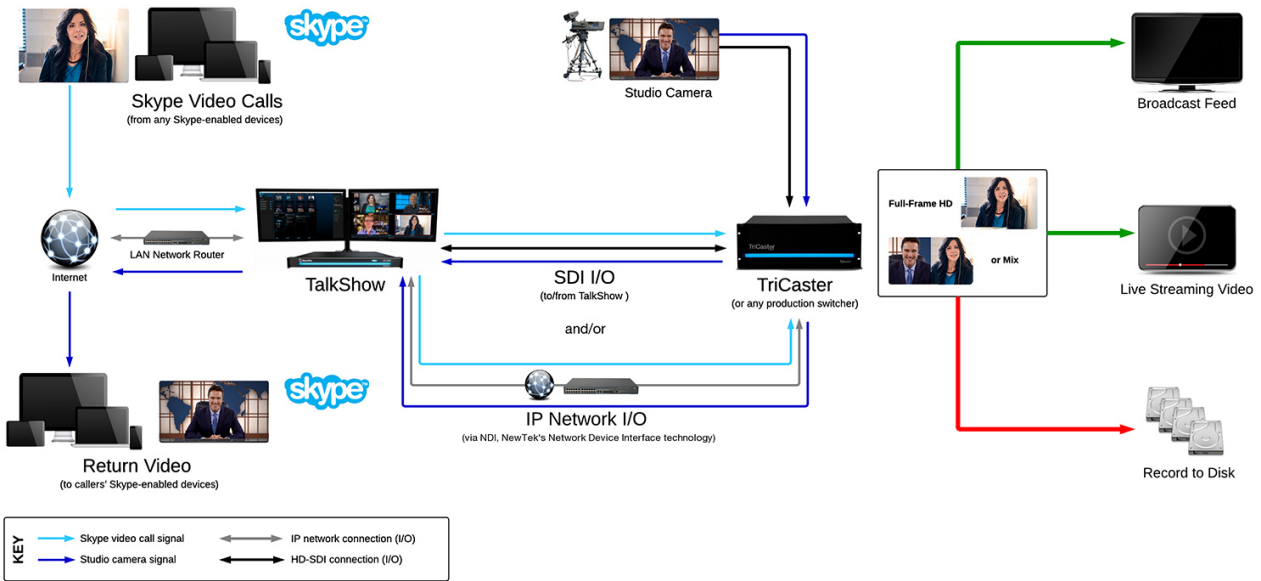 skype
Skype Video Calls
(from any Skype-enabled devices)
Studio Camera
Broadcast Feed
Full-Frame HD
or Mix
LAN Network Router
Internet
TalkShow
SDI I/O
(to/from TalkShow )
and/or
TriCaster
TriCaster
(or any production switcher)
Live Streaming Video
skype
IP Network I/O
(via NDI, NewTek's Network Device Interface technology)
Return Video
(to callers' Skype-enabled devices)
Record to Disk
KEY
Skype video call signal
IP network connection (I/O)
Studio camera signal
HD-SDI connection (I/O)